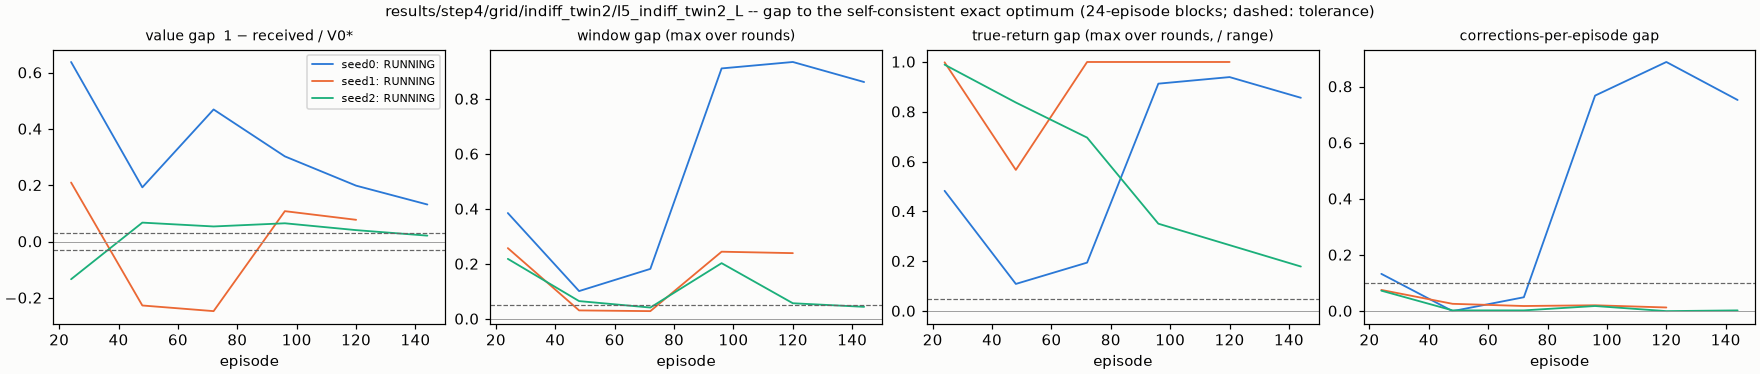 results/step4/grid/indiff_twin2/I5_indiff_twin2_L -- gap to the self-consistent exact optimum (24-episode blocks; dashed: tolerance)
value gap 1 − received / V0*
0.6
0.4
0.2
0.0
−0.2
20 40 60 80 100 120 140
episode
seed0: RUNNING
seed1: RUNNING
seed2: RUNNING
window gap (max over rounds)
0.8
0.6
0.4
0.2
0.0
20 40 60 80 100 120 140
episode
true-return gap (max over rounds, / range)
1.0
0.8
0.6
0.4
0.2
0.0
20 40 60 80 100 120 140
episode
corrections-per-episode gap
0.8
0.6
0.4
0.2
0.0
20 40 60 80 100 120 140
episode